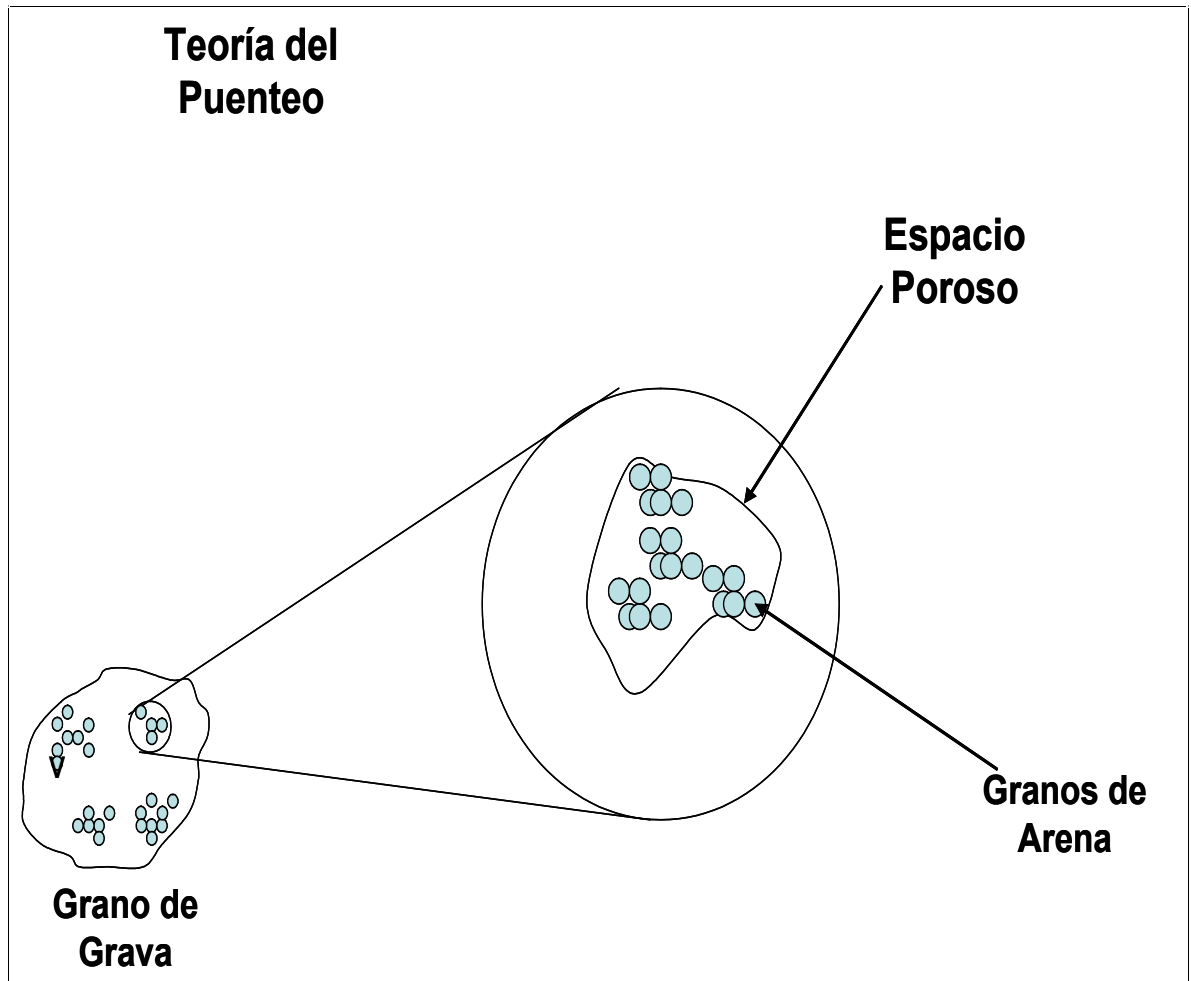 Teoría del
Puenteo
Espacio
Poroso
Granos de
Arena
Grano de
Grava